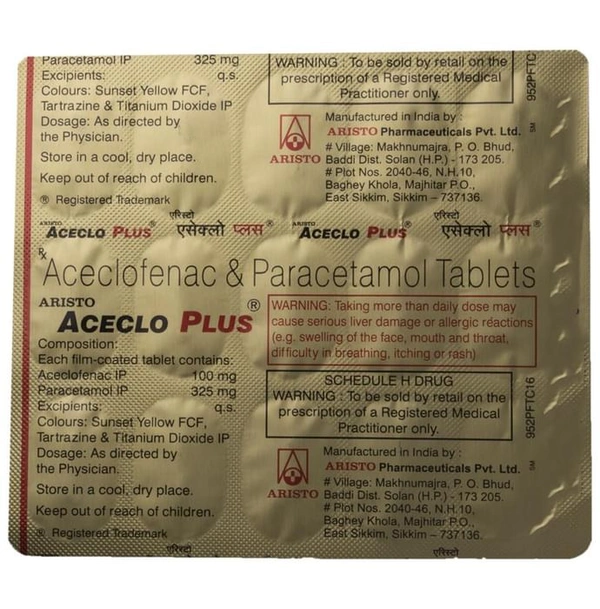 Paracetamol IP 325 mg
Excipients: q.s.
Colours: Sunset Yellow FCF,
Tartrazine & Titanium Dioxide IP
Dosage: As directed by
the Physician.
Store in a cool, dry place.
Keep out of reach of children.
® Registered Trademark
WARNING : To be sold by retail on the
prescription of a Registered Medical
Practitioner only.
952PFTC
Manufactured in India by :
ARISTO Pharmaceuticals Pvt. Ltd. SM
ARISTO
# Village: Makhnumajra, P. O. Bhud,
Baddi Dist. Solan (H.P.) - 173 205.
# Plot Nos. 2040-46, N.H.10,
Baghey Khola, Majhitar P.O.,
East Sikkim, Sikkim – 737136.
ARISTO ACECLO PLUS® एरिस्टो एसेक्लो प्लस® ARISTO ACECLO PLUS® एरिस्टो एसेक्लो प्लस®
Rx
Aceclofenac & Paracetamol Tablets
ARISTO
ACECLO PLUS®
Composition:
Each film-coated tablet contains:
Aceclofenac IP 100 mg
Paracetamol IP 325 mg
Excipients: q.s.
Colours: Sunset Yellow FCF,
Tartrazine & Titanium Dioxide IP
Dosage: As directed by
the Physician.
Store in a cool, dry place.
Keep out of reach of children.
® Registered Trademark
WARNING: Taking more than daily dose may
cause serious liver damage or allergic réactions
(e.g. swelling of the face, mouth and throat,
difficulty in breathing, itching or rash)
SCHEDULE H DRUG
WARNING : To be sold by retail on the
prescription of a Registered Medical
Practitioner only.
952PFTC16
Manufactured in India by :
ARISTO Pharmaceuticals Pvt. Ltd. SM
ARISTO
# Village: Makhnumajra, P. O. Bhud,
Baddi Dist. Solan (H.P.) - 173 205.
# Plot Nos. 2040-46, N.H.10,
Baghey Khola, Majhitar P.O.,
East Sikkim, Sikkim – 737136.
एरिस्टो एरिस्टो